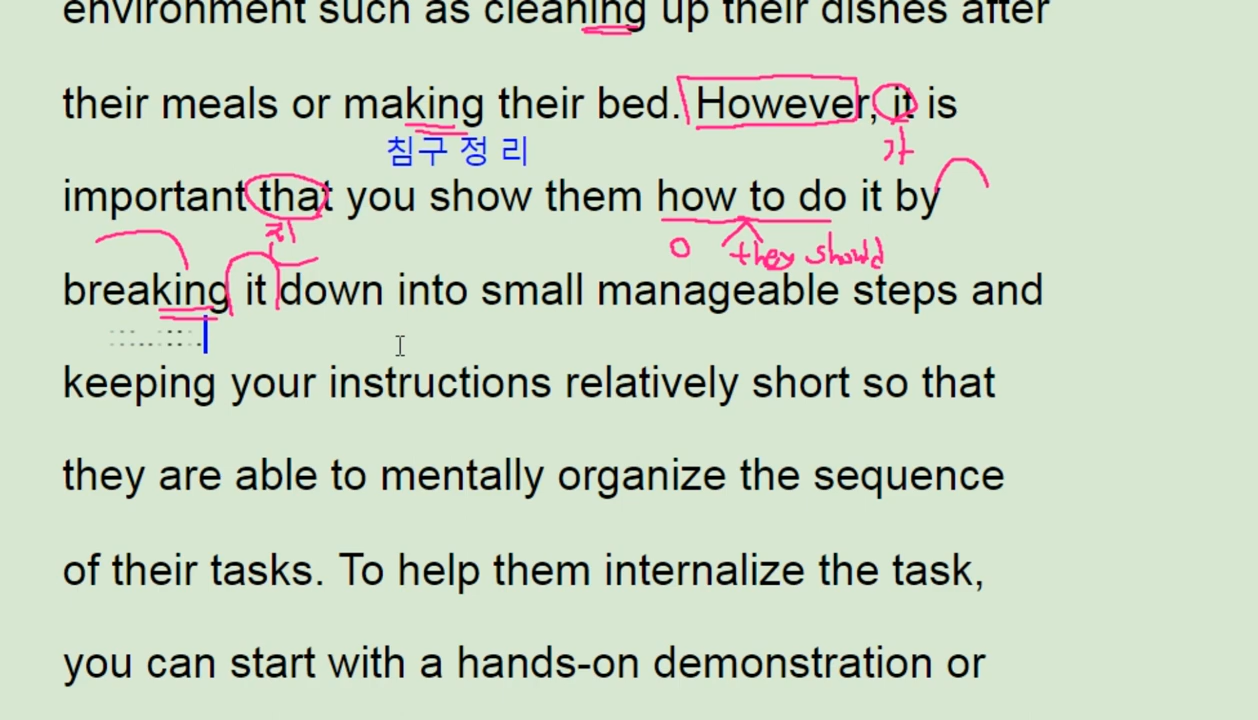 environment such as cleaning up their dishes after
their meals or making their bed. However, it is
침구 정 리
가
important that you show them how to do it by
진
o they should
breaking it down into small manageable steps and
keeping your instructions relatively short so that
they are able to mentally organize the sequence
of their tasks. To help them internalize the task,
you can start with a hands-on demonstration or